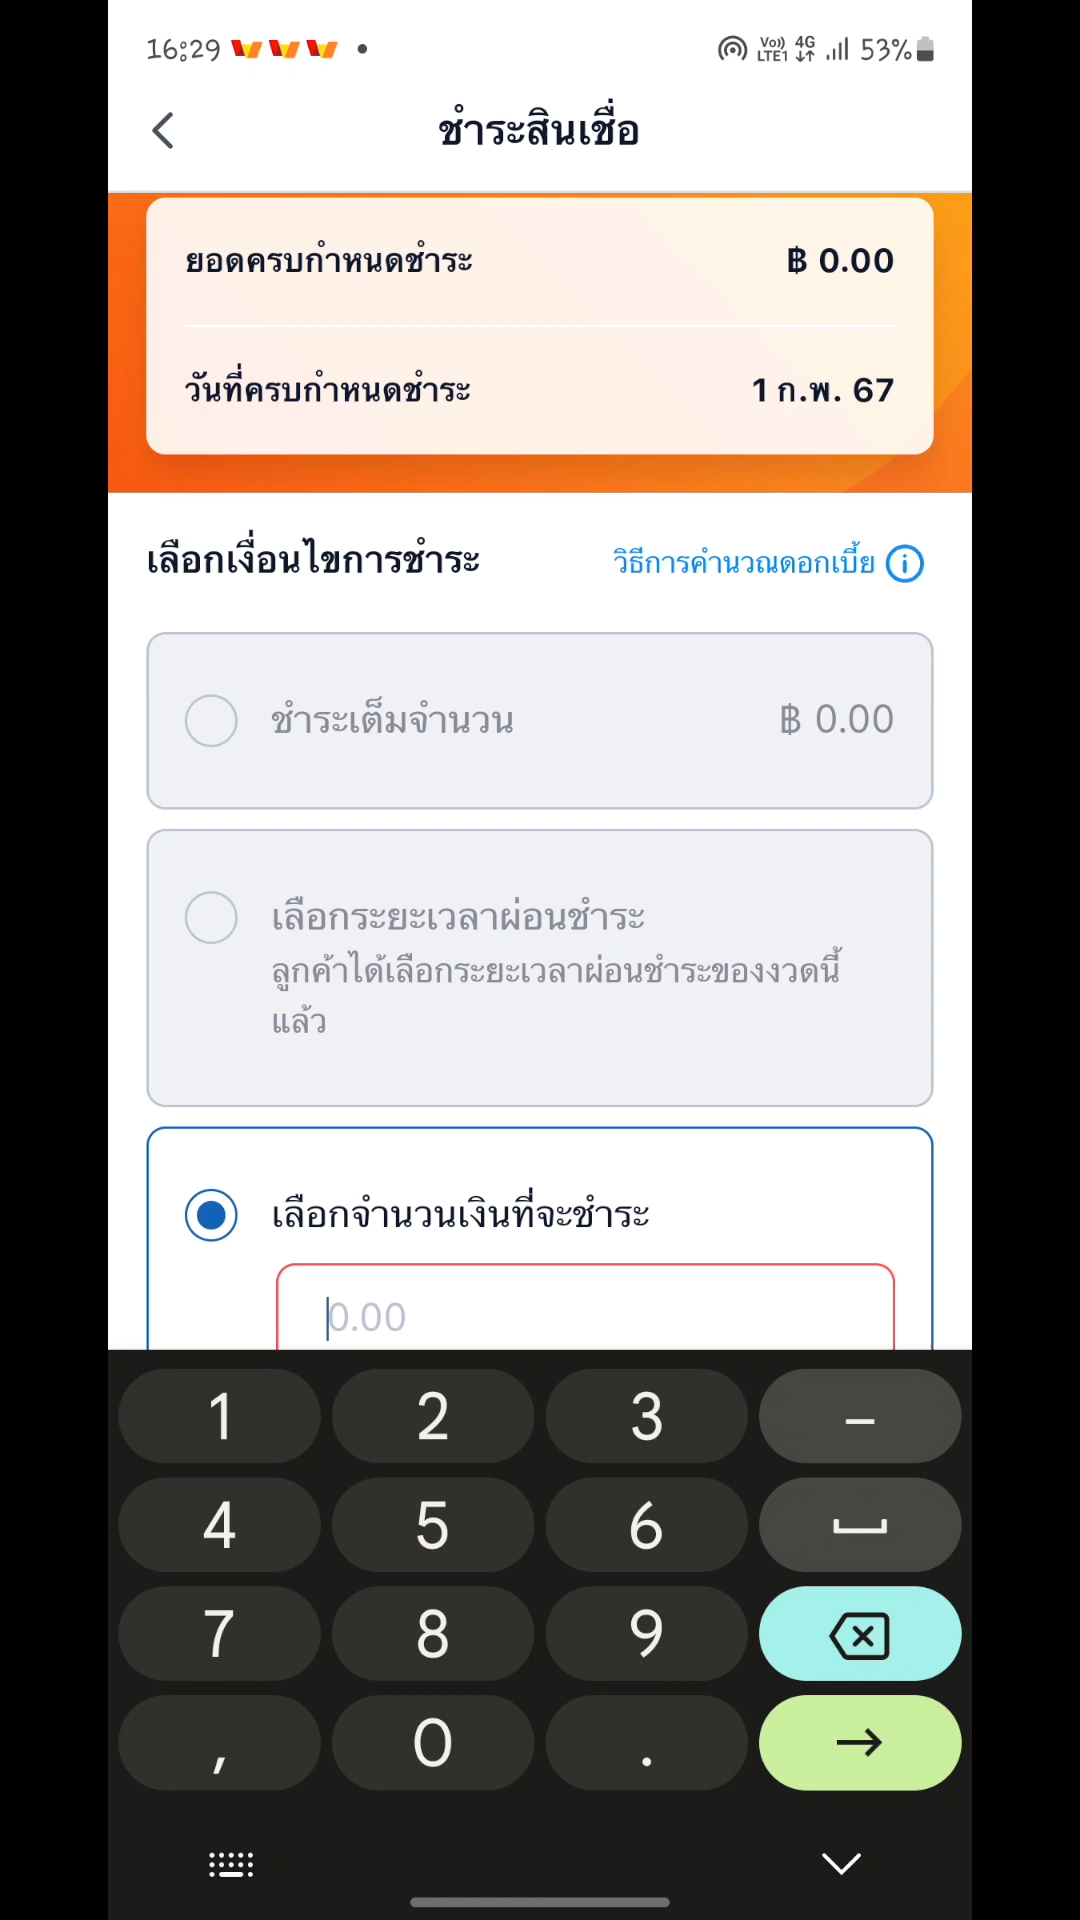 16:29 Vo)) LTE1 4G 53%
ชำระสินเชื่อ
ยอดครบกำหนดชำระ ฿ 0.00
วันที่ครบกำหนดชำระ 1 ก.พ. 67
เลือกเงื่อนไขการชำระ วิธีการคำนวณดอกเบี้ย i
ชำระเต็มจำนวน ฿ 0.00
เลือกระยะเวลาผ่อนชำระ
ลูกค้าได้เลือกระยะเวลาผ่อนชำระของงวดนี้
แล้ว
เลือกจำนวนเงินที่จะชำระ
0.00
1 2 3 –
4 5 6
7 8 9
, 0 .